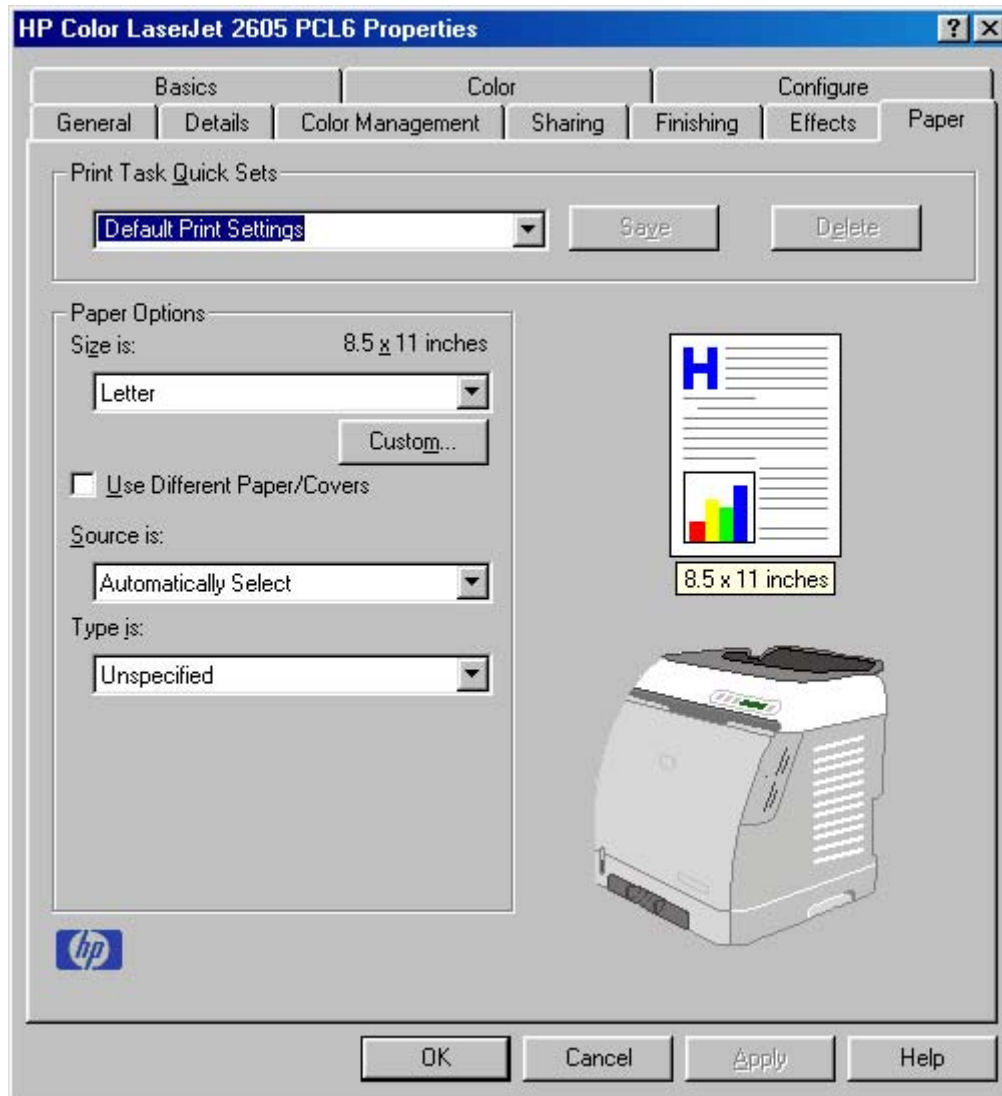 HP Color LaserJet 2605 PCL6 Properties
Basics Color Configure
General Details Color Management Sharing Finishing Effects Paper
Print Task Quick Sets
Default Print Settings Save Delete
Paper Options
Size is: 8.5 x 11 inches
Letter
Custom...
Use Different Paper/Covers
Source is:
Automatically Select
Type is:
Unspecified
H
8.5 x 11 inches
hp
OK Cancel Apply Help